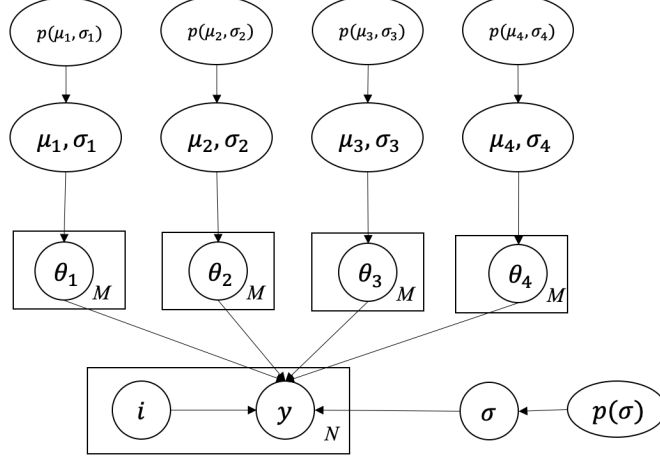 p(μ₁, σ₁) p(μ₂, σ₂) p(μ₃, σ₃) p(μ₄, σ₄)
μ₁, σ₁ μ₂, σ₂ μ₃, σ₃ μ₄, σ₄
θ₁ θ₂ θ₃ θ₄
M M M M
i y σ p(σ)
N